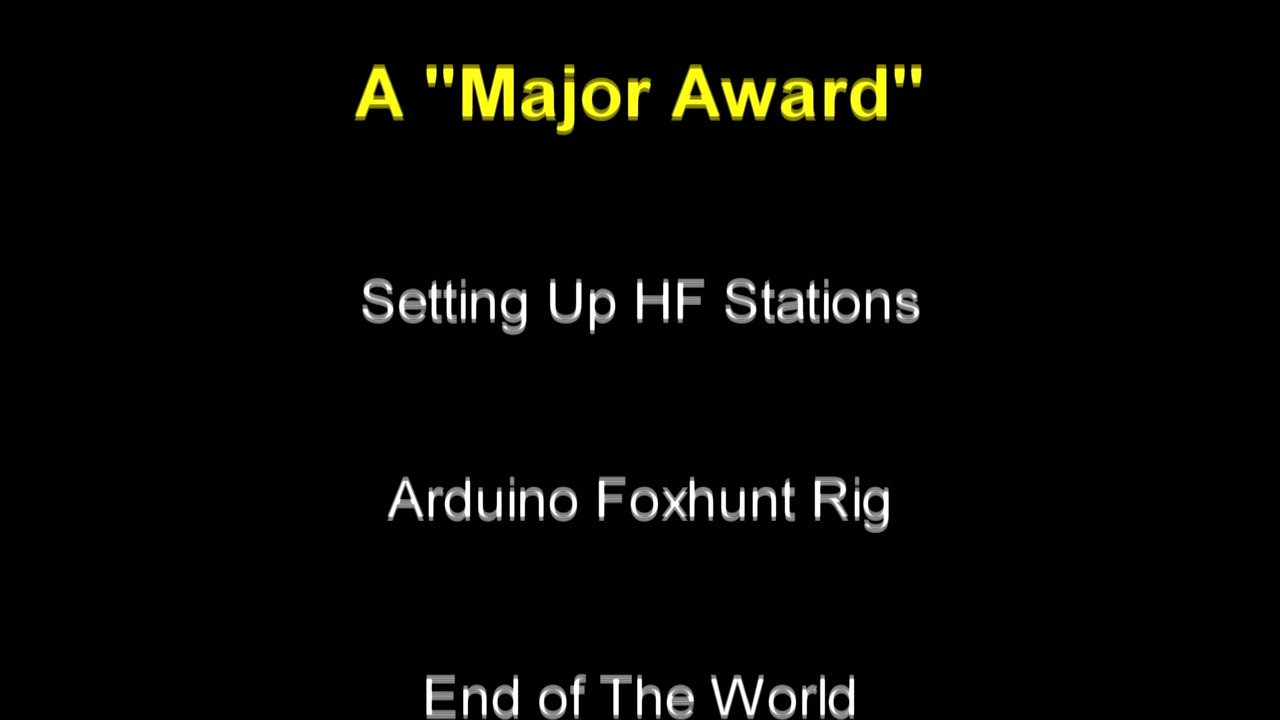 A "Major Award"
Setting Up HF Stations
Arduino Foxhunt Rig
End of The World